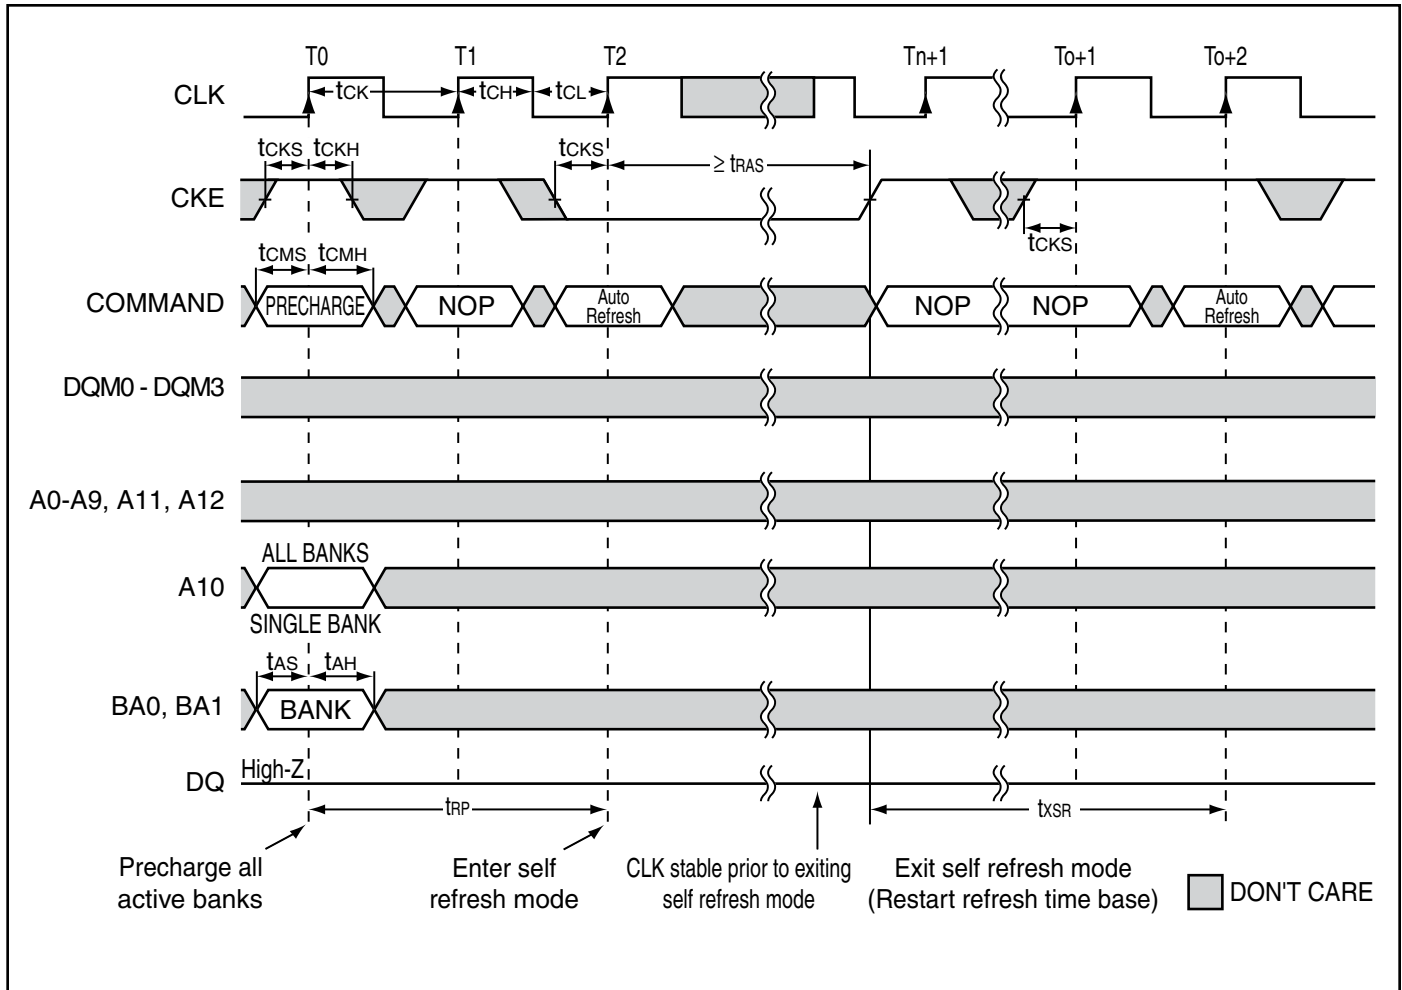 T0 T1 T2 Tn+1 To+1 To+2
CLK
tCK tCH tCL
tCKS tCKH tCKS ≥ tRAS
CKE
tCKS
tCMS tCMH
COMMAND PRECHARGE NOP Auto Refresh NOP NOP Auto Refresh
DQM0 - DQM3
A0-A9, A11, A12
ALL BANKS
A10
SINGLE BANK
tAS tAH
BA0, BA1 BANK
DQ High-Z
tRP tXSR
Precharge all
active banks
Enter self
refresh mode
CLK stable prior to exiting
self refresh mode
Exit self refresh mode
(Restart refresh time base)
DON'T CARE